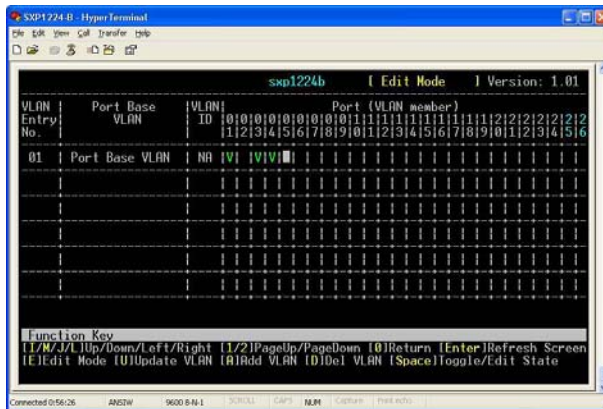 SXP1224-B - HyperTerminal
File Edit View Call Transfer Help
sxp1224b [ Edit Mode ] Version: 1.01
VLAN | Port Base |VLAN| Port (VLAN member)
Entry| VLAN | ID |0|0|0|0|0|0|0|0|0|1|1|1|1|1|1|1|1|1|1|2|2|2|2|2|2|2
No. | | |1|2|3|4|5|6|7|8|9|0|1|2|3|4|5|6|7|8|9|0|1|2|3|4|5|6
01 | Port Base VLAN | NA |V| |V|V|
Function Key
[I/M/J/L]Up/Down/Left/Right [1/2]PageUp/PageDown [0]Return [Enter]Refresh Screen
[E]Edit Mode [U]Update VLAN [A]Add VLAN [D]Del VLAN [Space]Toggle/Edit State
Connected 0:56:26 ANSIW 9600 8-N-1 SCROLL CAPS NUM Capture Print echo